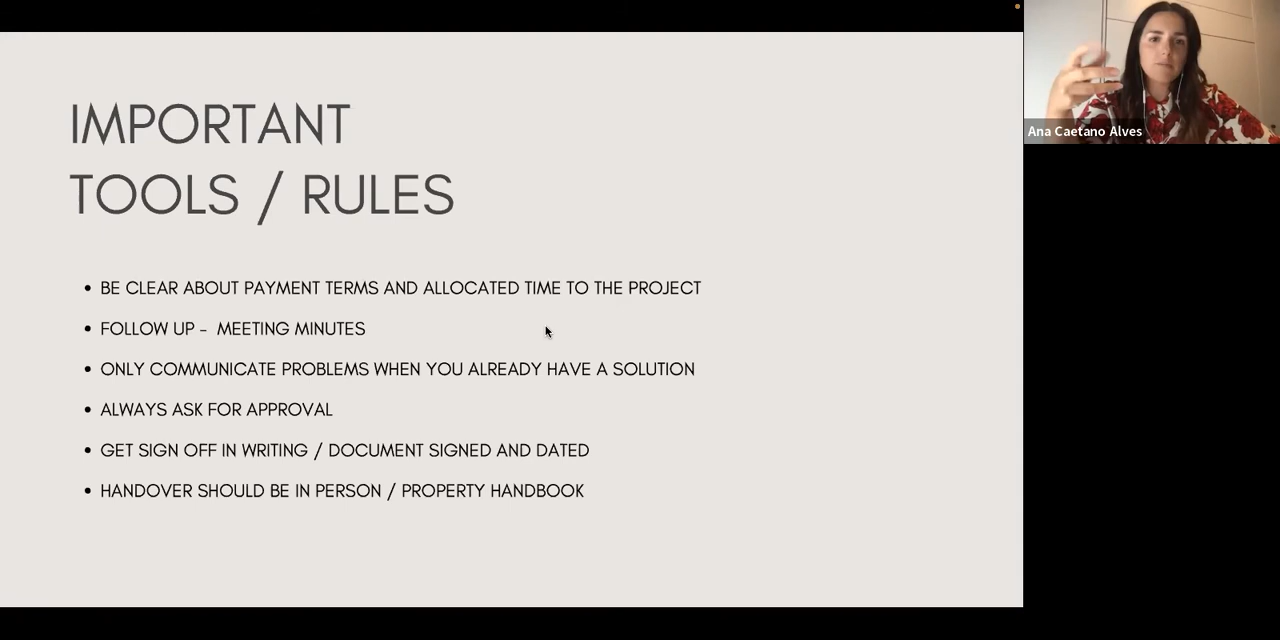 IMPORTANT
TOOLS / RULES
• BE CLEAR ABOUT PAYMENT TERMS AND ALLOCATED TIME TO THE PROJECT
• FOLLOW UP - MEETING MINUTES
• ONLY COMMUNICATE PROBLEMS WHEN YOU ALREADY HAVE A SOLUTION
• ALWAYS ASK FOR APPROVAL
• GET SIGN OFF IN WRITING / DOCUMENT SIGNED AND DATED
• HANDOVER SHOULD BE IN PERSON / PROPERTY HANDBOOK
Ana Caetano Alves